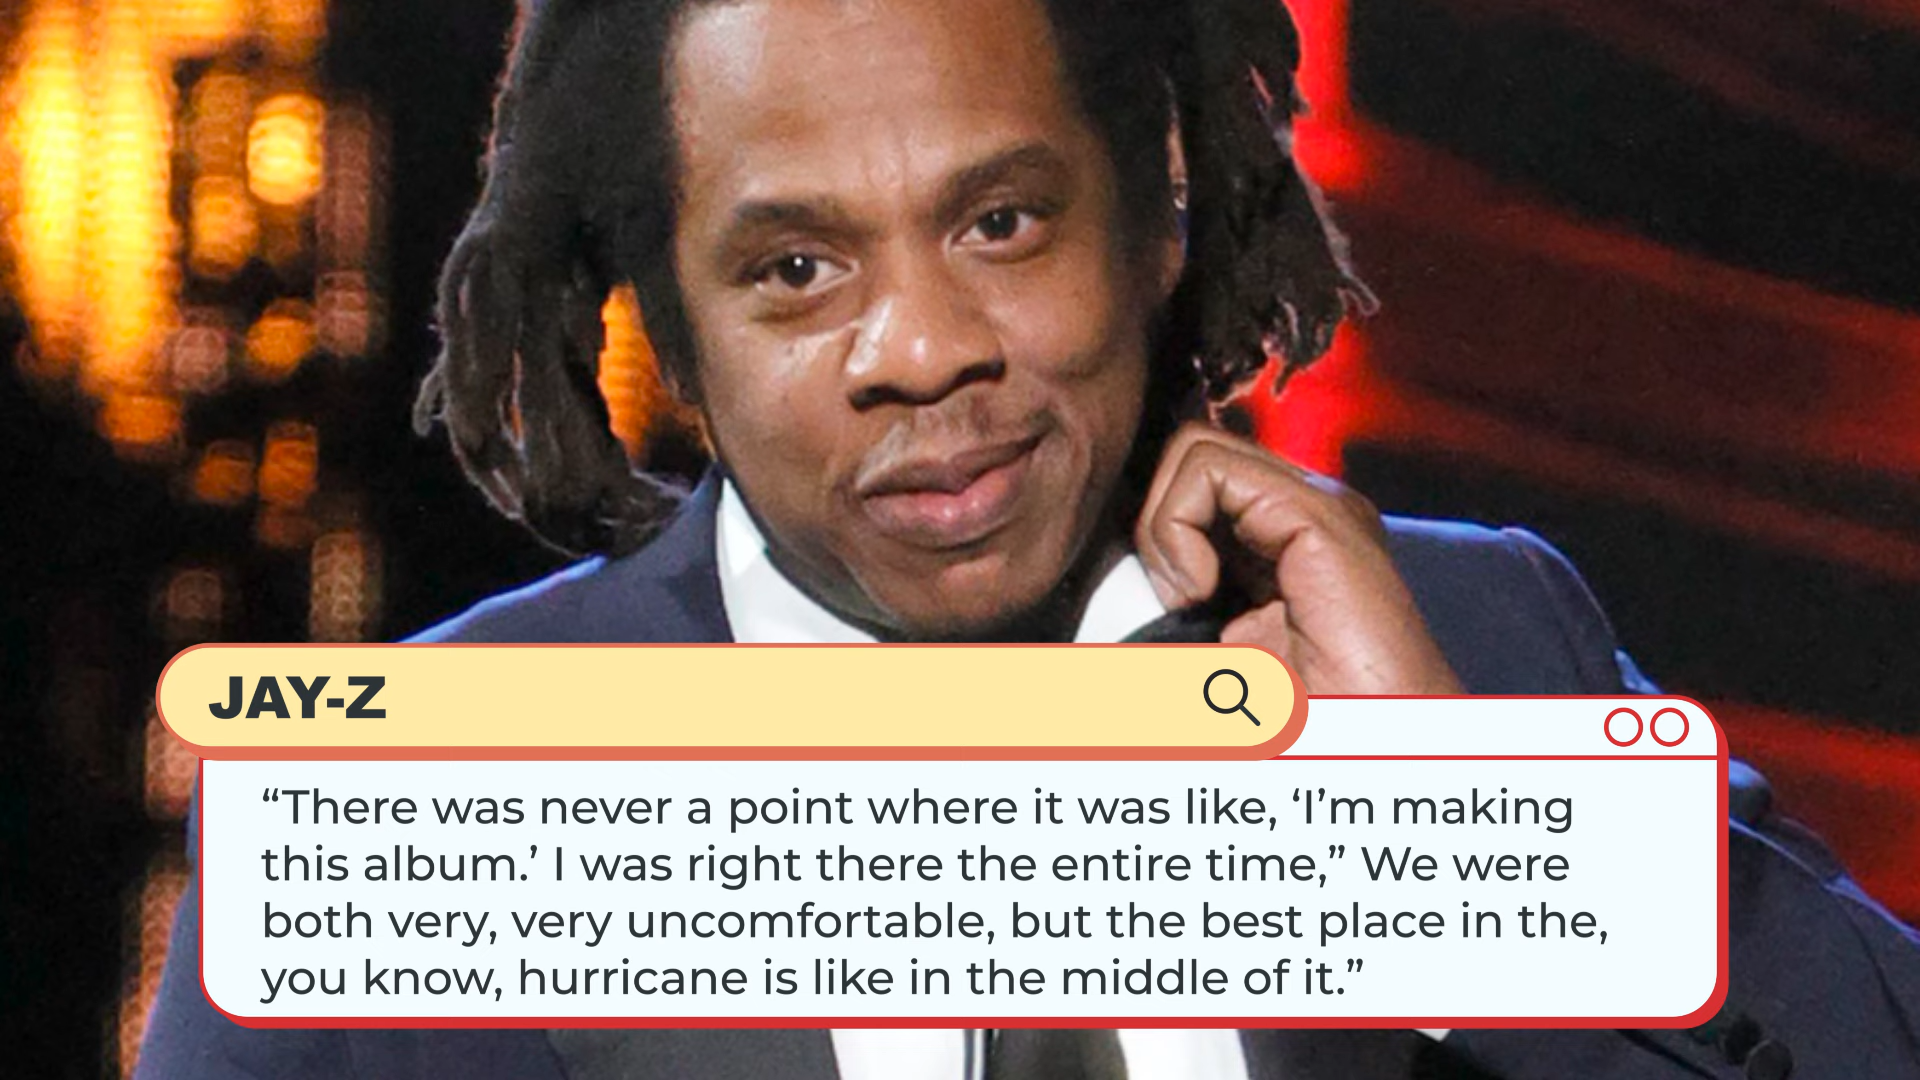 JAY-Z
“There was never a point where it was like, ‘I’m making
this album.’ I was right there the entire time,” We were
both very, very uncomfortable, but the best place in the,
you know, hurricane is like in the middle of it.”